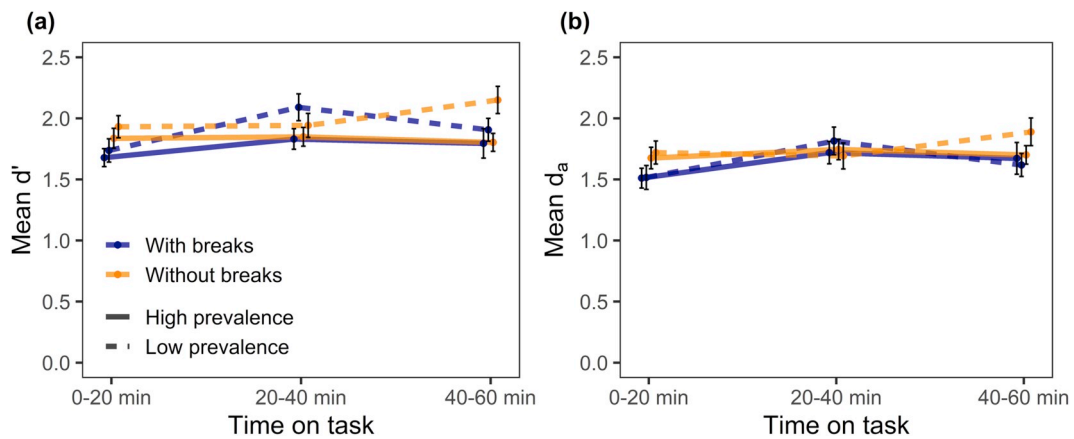 (a)
2.5
2.0
1.5
1.0
0.5
0.0
Mean d'
With breaks
Without breaks
High prevalence
Low prevalence
0-20 min
20-40 min
40-60 min
Time on task
(b)
2.5
2.0
1.5
1.0
0.5
0.0
Mean dₐ
0-20 min
20-40 min
40-60 min
Time on task